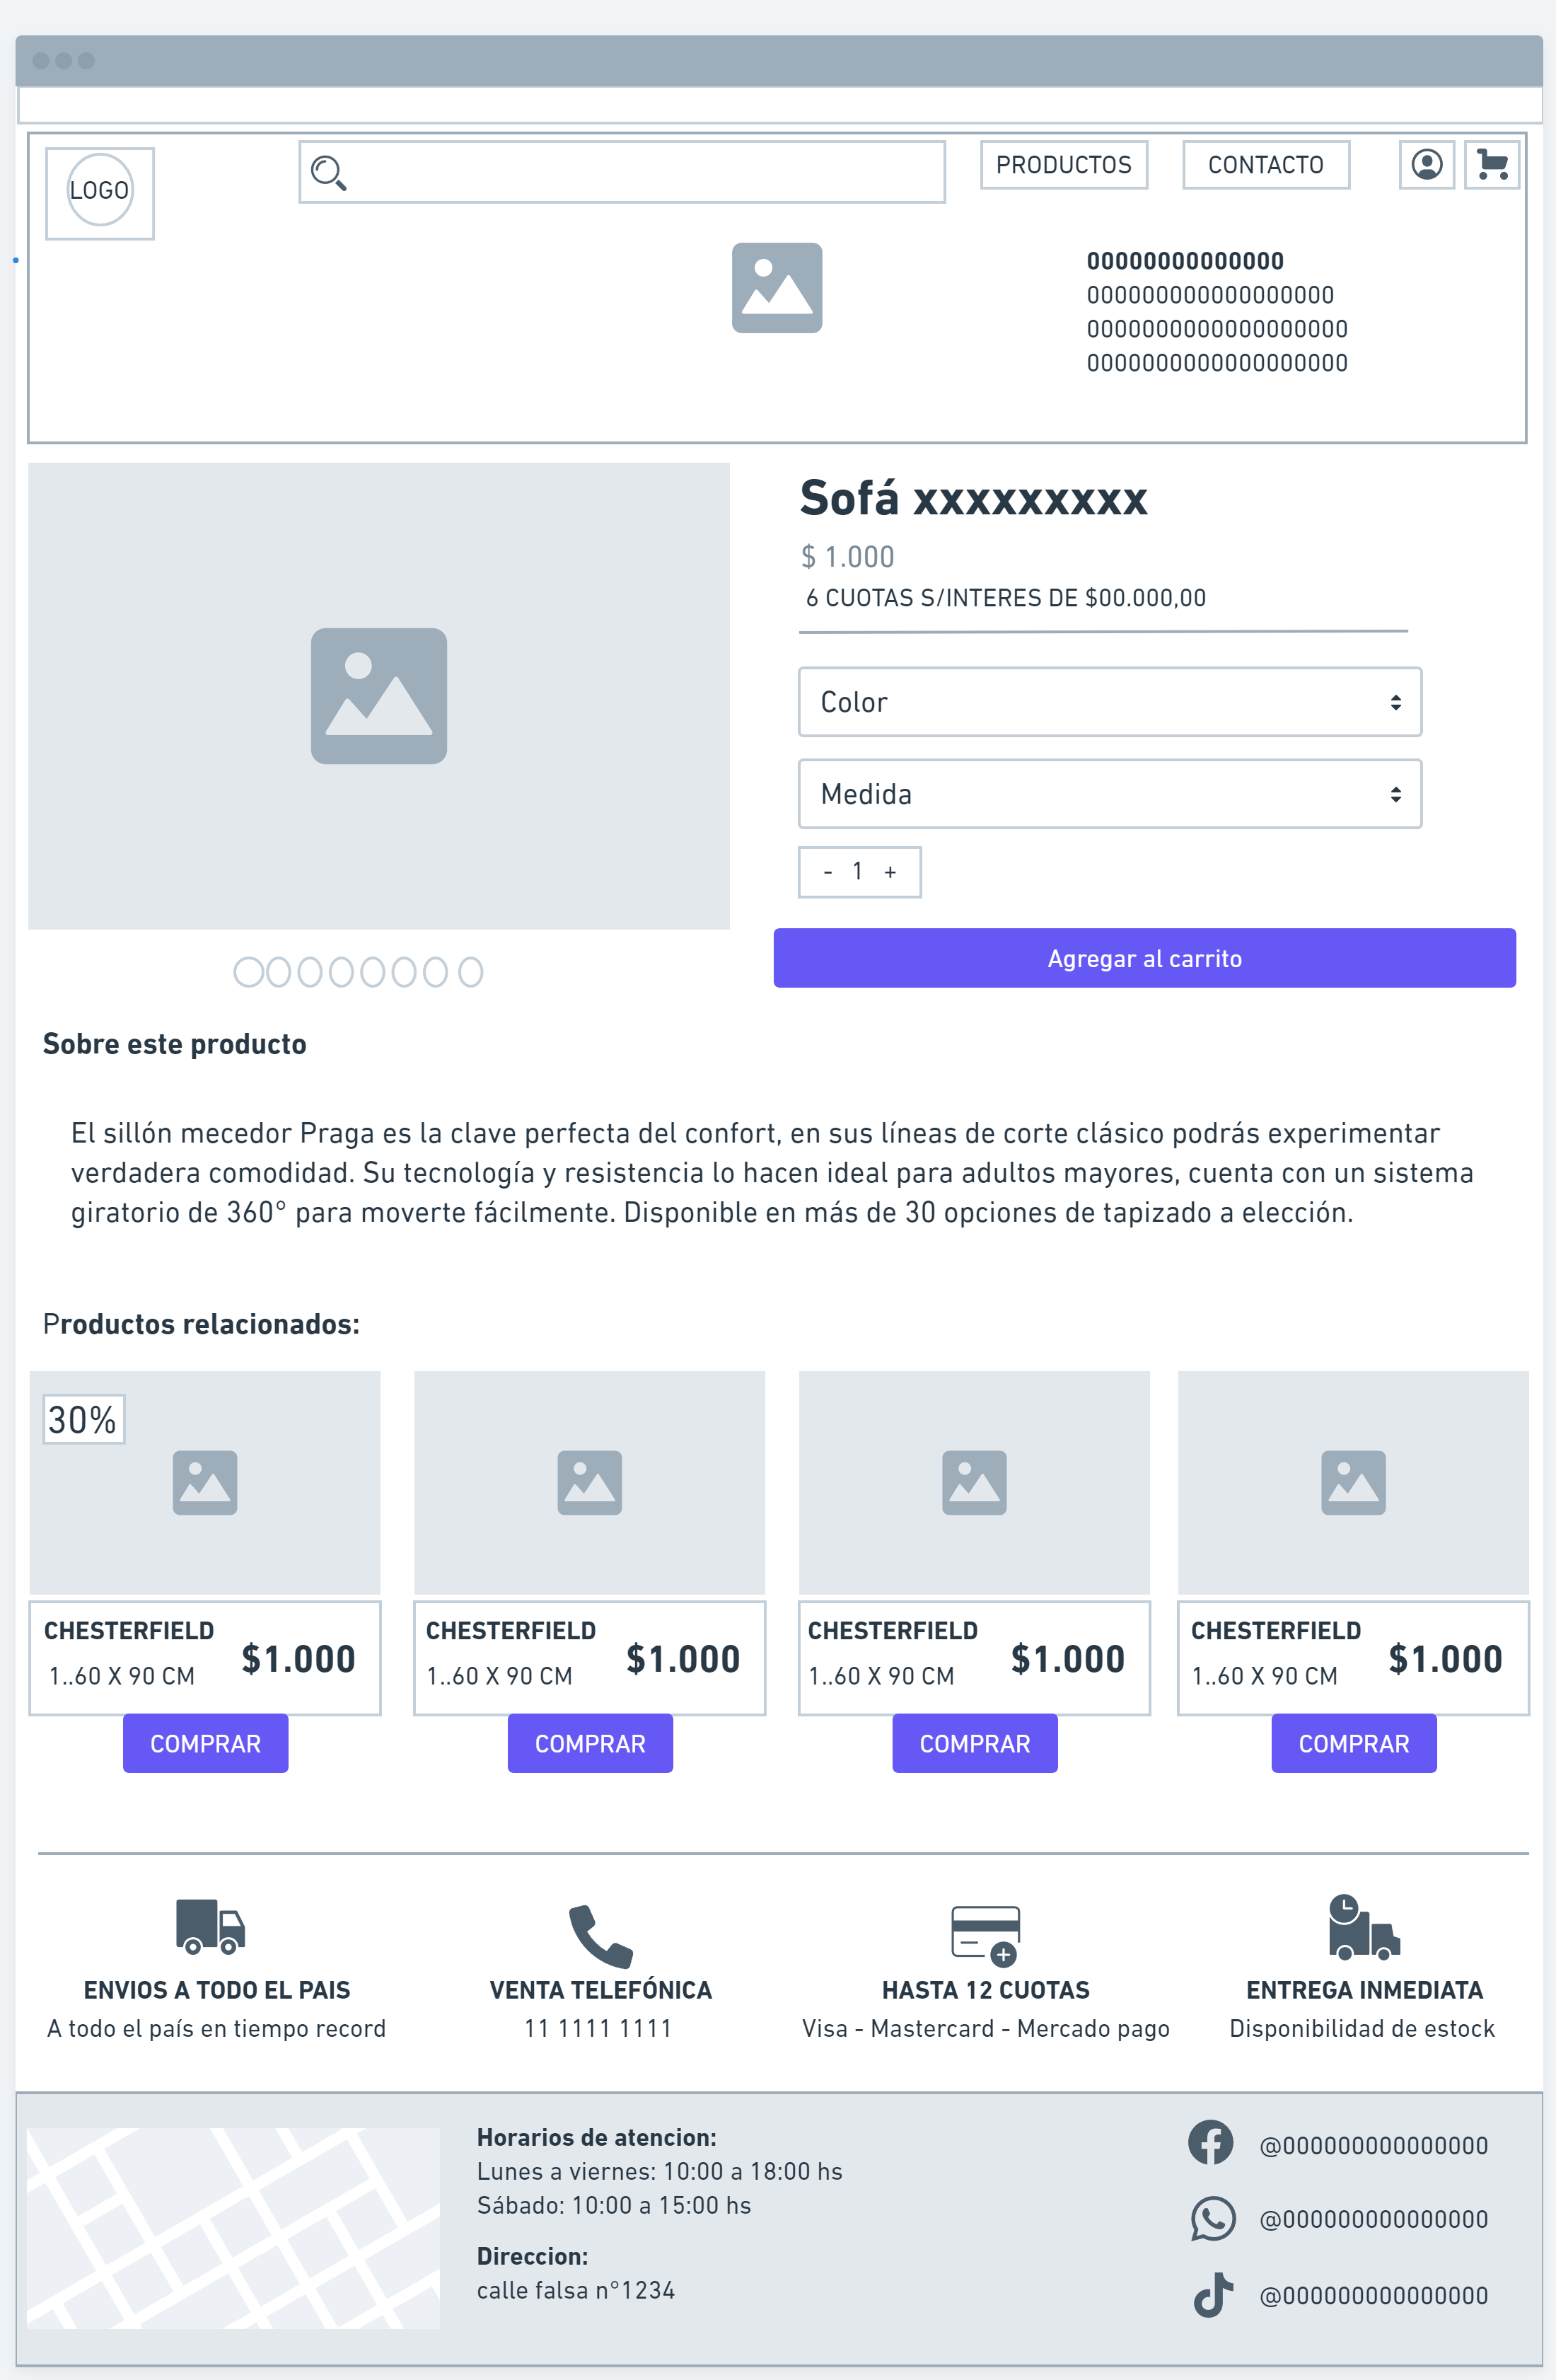 LOGO
PRODUCTOS
CONTACTO
00000000000000
000000000000000000
0000000000000000000
0000000000000000000
Sofá xxxxxxxxx
$ 1.000
6 CUOTAS S/INTERES DE $00.000,00
Color
Medida
- 1 +
Agregar al carrito
Sobre este producto
El sillón mecedor Praga es la clave perfecta del confort, en sus líneas de corte clásico podrás experimentar
verdadera comodidad. Su tecnología y resistencia lo hacen ideal para adultos mayores, cuenta con un sistema
giratorio de 360° para moverte fácilmente. Disponible en más de 30 opciones de tapizado a elección.
Productos relacionados:
30%
CHESTERFIELD
1..60 X 90 CM
$1.000
COMPRAR
CHESTERFIELD
1..60 X 90 CM
$1.000
COMPRAR
CHESTERFIELD
1..60 X 90 CM
$1.000
COMPRAR
CHESTERFIELD
1..60 X 90 CM
$1.000
COMPRAR
ENVIOS A TODO EL PAIS
A todo el país en tiempo record
VENTA TELEFÓNICA
11 1111 1111
HASTA 12 CUOTAS
Visa - Mastercard - Mercado pago
ENTREGA INMEDIATA
Disponibilidad de estock
Horarios de atencion:
Lunes a viernes: 10:00 a 18:00 hs
Sábado: 10:00 a 15:00 hs
Direccion:
calle falsa n°1234
@000000000000000
@000000000000000
@000000000000000